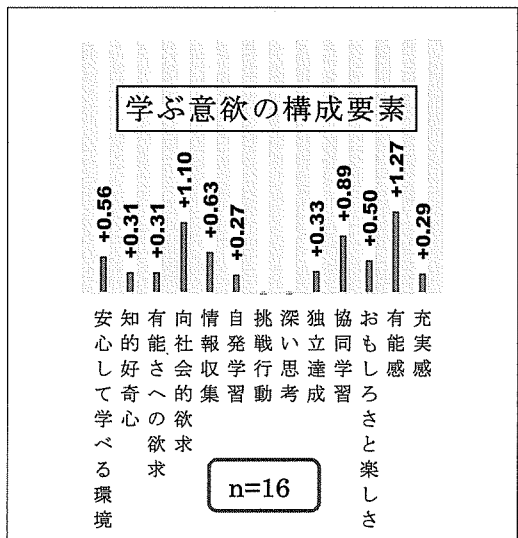 学ぶ意欲の構成要素
+0.56
+0.31
+0.31
+1.10
+0.63
+0.27
+0.33
+0.89
+0.50
+1.27
+0.29
安心して学べる環境
知的好奇心
有能さへの欲求
向社会的欲求
情報収集
自発学習
挑戦行動
深い思考
独立達成
協同学習
おもしろさと楽しさ
有能感
充実感
n=16